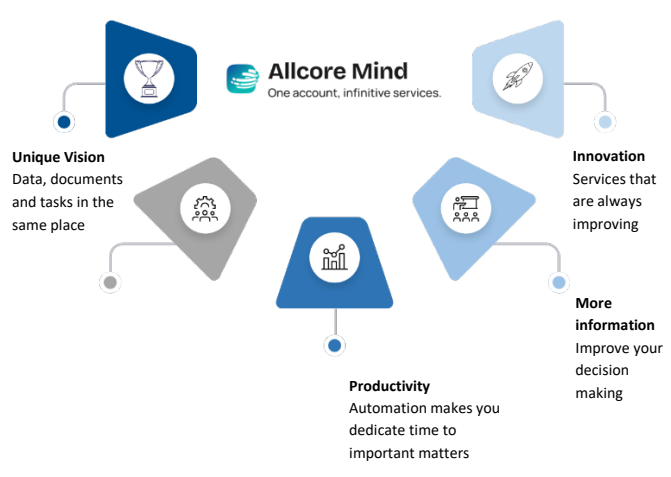 Allcore Mind
One account, infinitive services.
Unique Vision
Data, documents
and tasks in the
same place
Innovation
Services that
are always
improving
More
information
Improve your
decision
making
Productivity
Automation makes you
dedicate time to
important matters